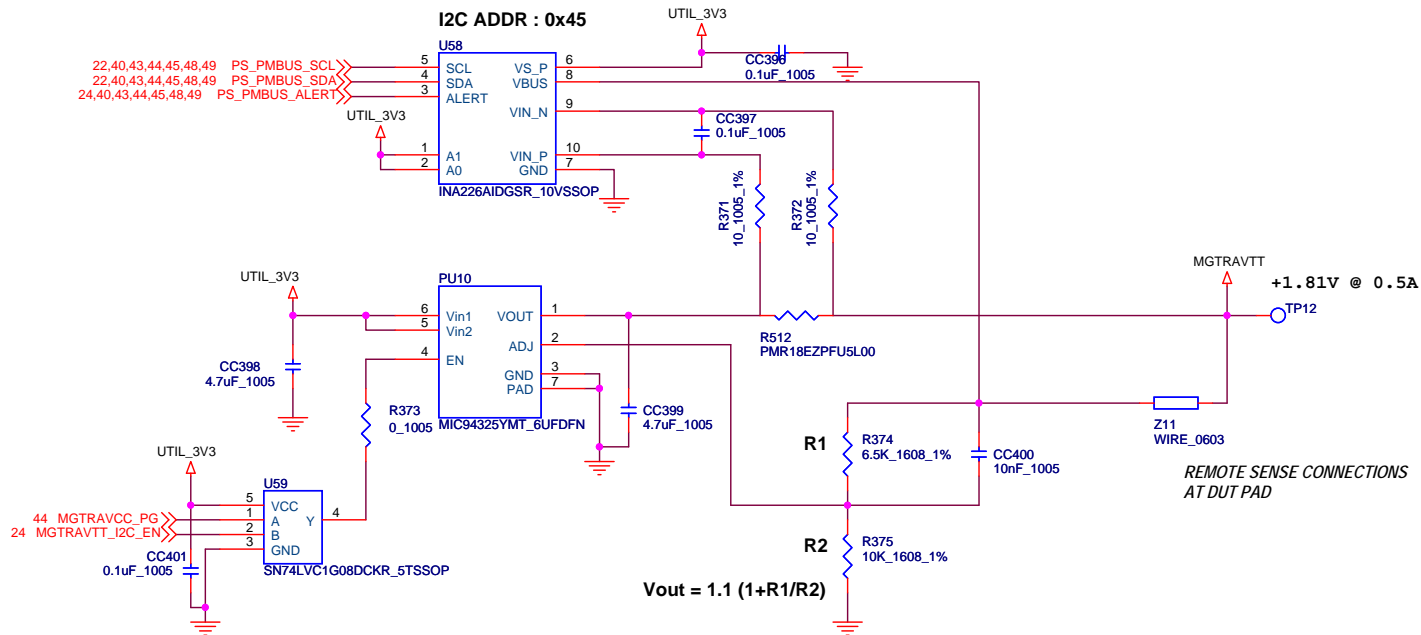 I2C ADDR : 0x45
UTIL_3V3
U58
22,40,43,44,45,48,49 PS_PMBUS_SCL
22,40,43,44,45,48,49 PS_PMBUS_SDA
24,40,43,44,45,48,49 PS_PMBUS_ALERT
5 SCL
4 SDA
3 ALERT
VS_P 6
VBUS 8
VIN_N 9
VIN_P 10
GND 7
CC396
0.1uF_1005
UTIL_3V3
1 A1
2 A0
INA226AIDGSR_10VSSOP
CC397
0.1uF_1005
R371
10_1005_1%
R372
10_1005_1%
UTIL_3V3
PU10
6 Vin1
5 Vin2
4 EN
VOUT 1
ADJ 2
GND 3
PAD 7
MIC94325YMT_6UFDFN
CC398
4.7uF_1005
R373
0_1005
CC399
4.7uF_1005
R512
PMR18EZPFU5L00
MGTRAVTT
+1.81V @ 0.5A
TP12
Z11
WIRE_0603
REMOTE SENSE CONNECTIONS
AT DUT PAD
R1
R374
6.5K_1608_1%
CC400
10nF_1005
R2
R375
10K_1608_1%
Vout = 1.1 (1+R1/R2)
UTIL_3V3
U59
44 MGTRAVCC_PG
24 MGTRAVTT_I2C_EN
5 VCC
1 A
2 B
3 GND
Y 4
CC401
0.1uF_1005
SN74LVC1G08DCKR_5TSSOP